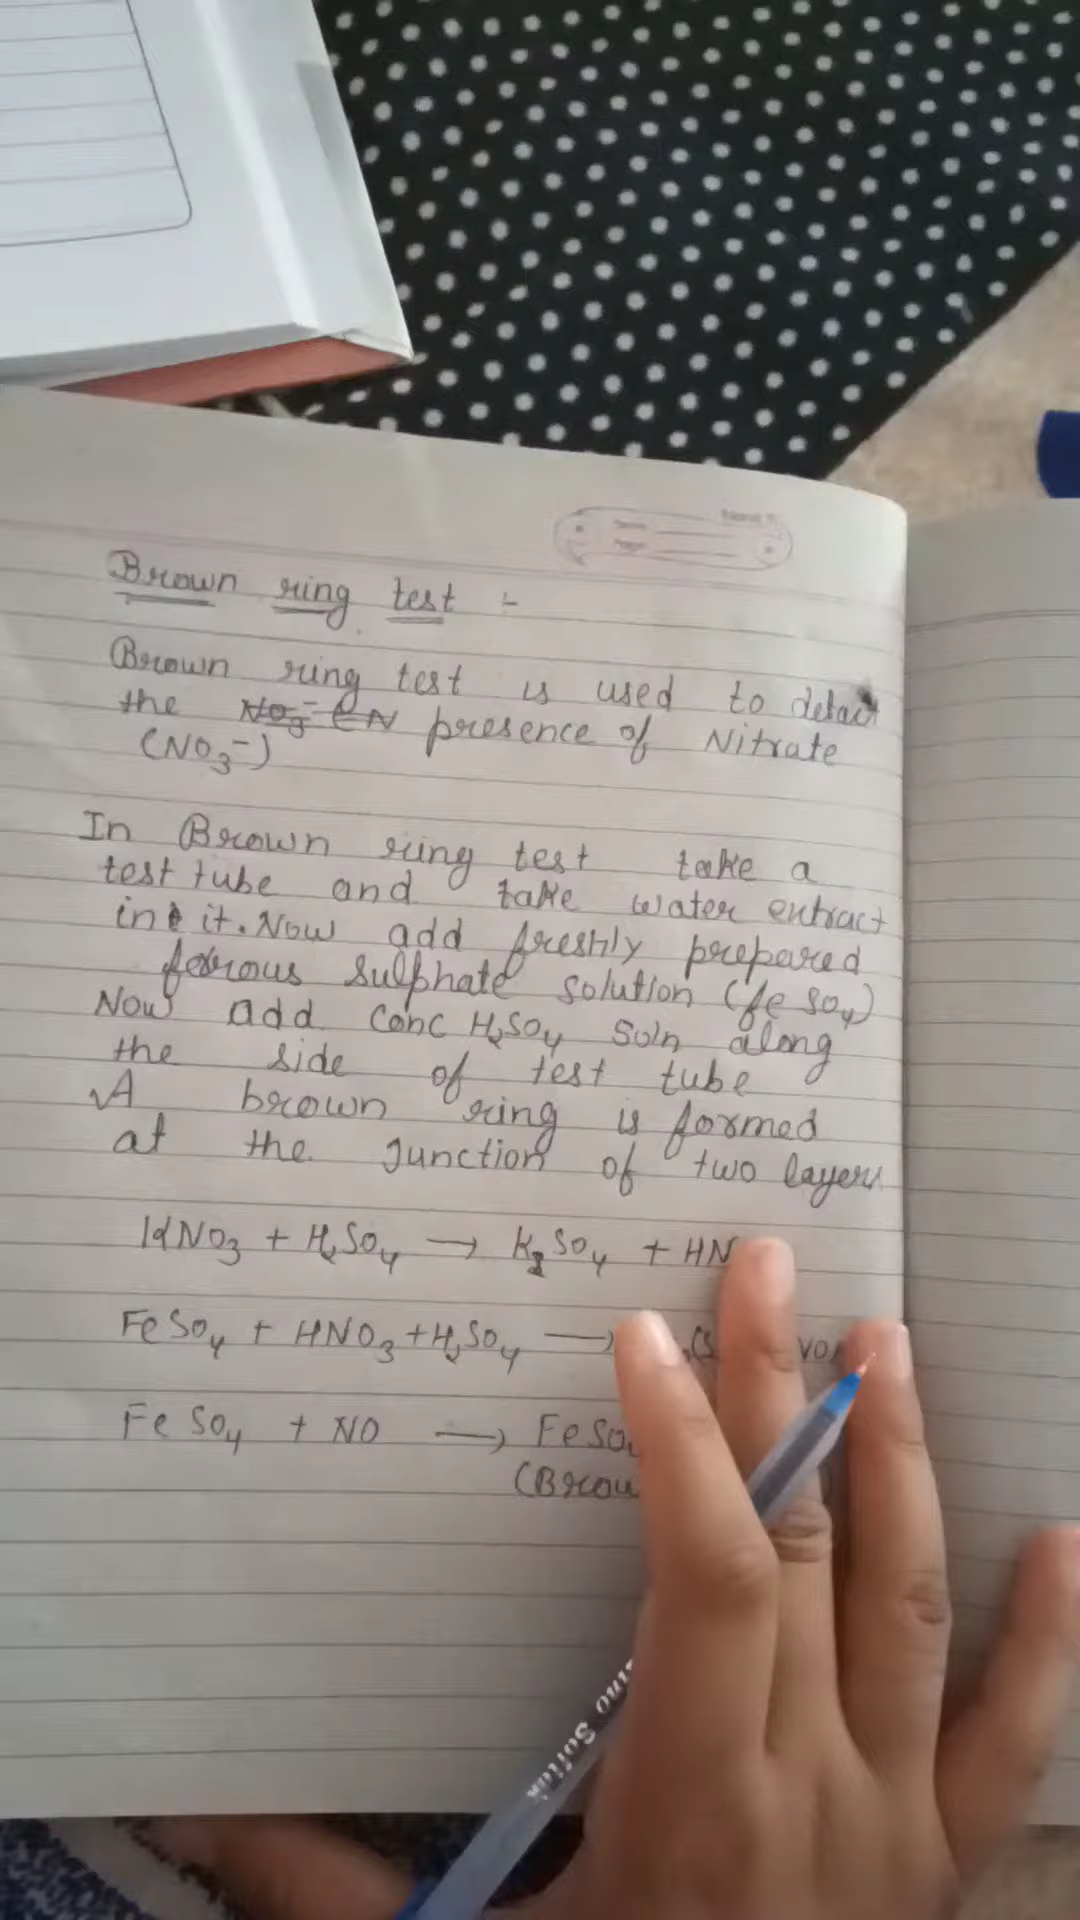 Brown ring test :-
Brown ring test is used to detact
the NO3- EN presence of Nitrate
(NO3-)
In Brown ring test take a
test tube and take water extract
in it. Now add freshly prepared
ferrous sulphate solution (feSO4)
Now add conc H2SO4 soln along
the side of test tube
A brown ring is formed
at the junction of two layers
KNO3 + H2SO4 → K2SO4 + HN
FeSO4 + HNO3 + H2SO4 →
FeSO4 + NO → FeSO
(Brow